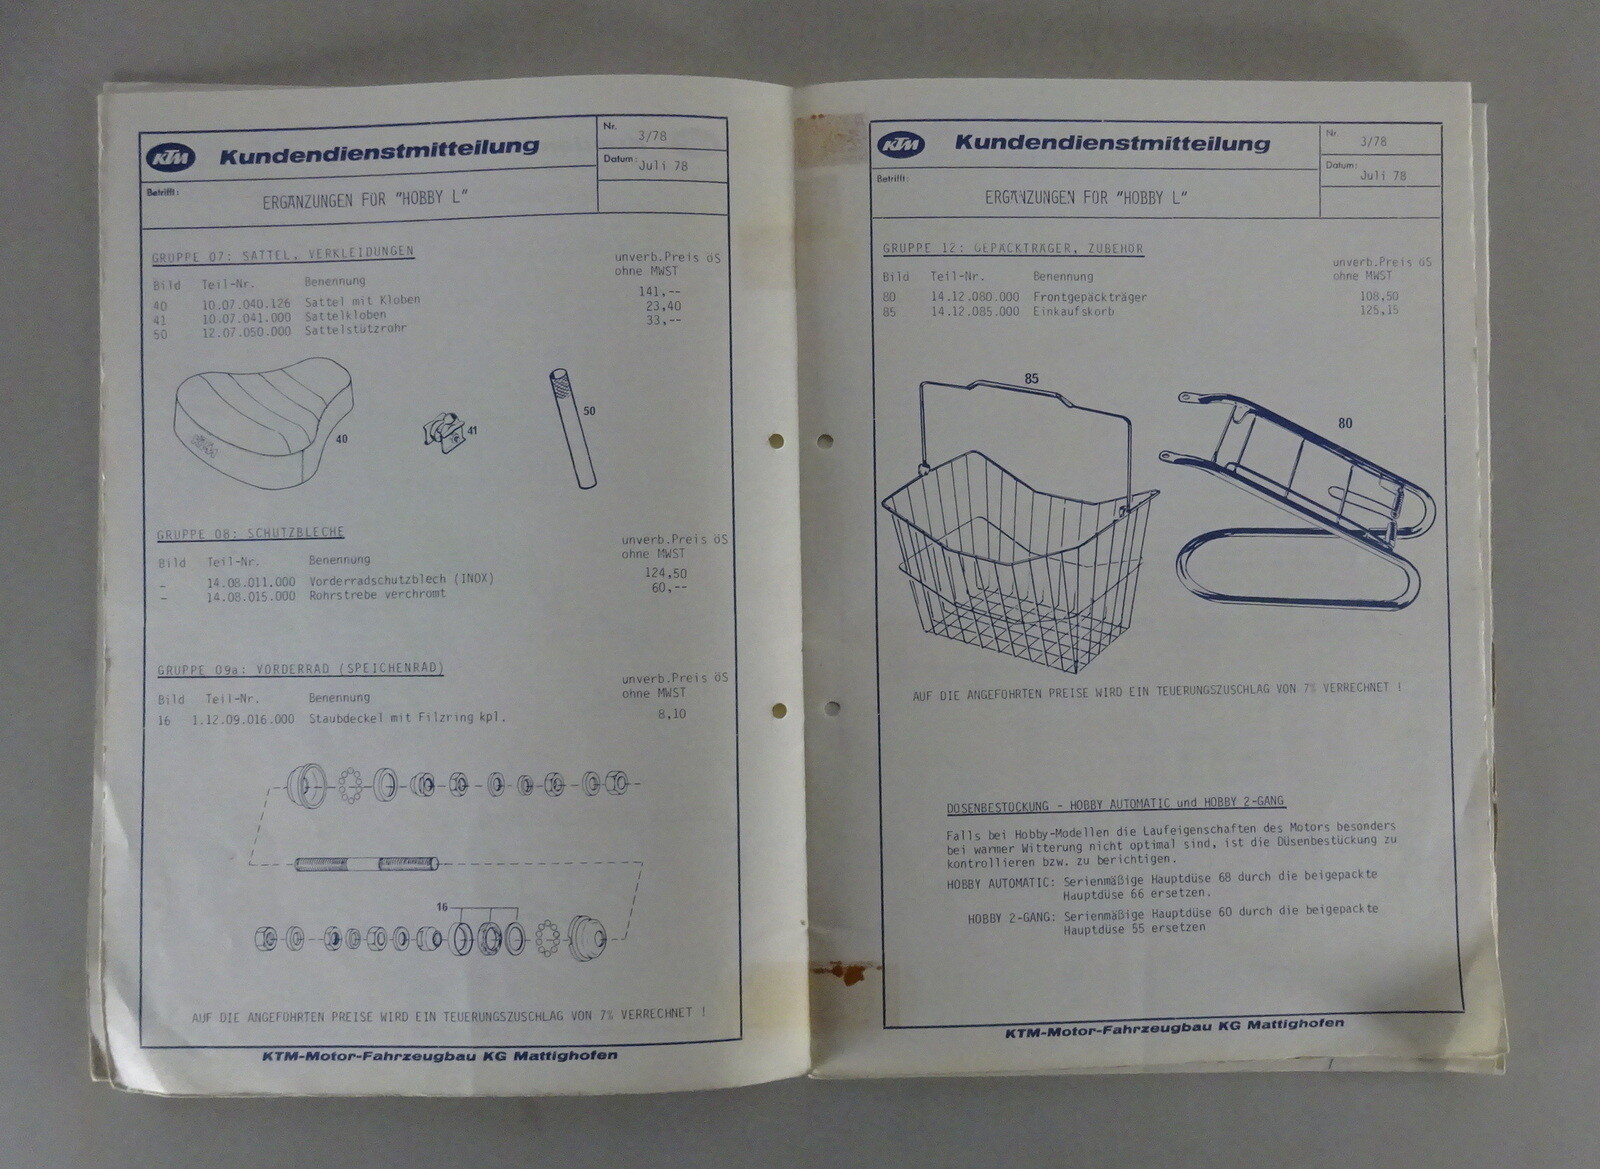 KTM Kundendienstmitteilung
Nr. 3/78
Datum: Juli 78
Betrifft:
ERGÄNZUNGEN FÜR "HOBBY L"
GRUPPE 07: SATTEL, VERKLEIDUNGEN
unverb.Preis öS
ohne MWST
Bild Teil-Nr. Benennung
40 10.07.040.126 Sattel mit Kloben 141,--
41 10.07.041.000 Sattelkloben 23,40
50 12.07.050.000 Sattelstützrohr 33,--
40
41
50
GRUPPE 08: SCHUTZBLECHE
unverb.Preis öS
ohne MWST
Bild Teil-Nr. Benennung
– 14.08.011.000 Vorderradschutzblech (INOX) 124,50
– 14.08.015.000 Rohrstrebe verchromt 60,--
GRUPPE 09a: VORDERRAD (SPEICHENRAD)
unverb.Preis öS
ohne MWST
Bild Teil-Nr. Benennung
16 1.12.09.016.000 Staubdeckel mit Filzring kpl. 8,10
16
AUF DIE ANGEFÜHRTEN PREISE WIRD EIN TEUERUNGSZUSCHLAG VON 7% VERRECHNET !
KTM-Motor-Fahrzeugbau KG Mattighofen
KTM Kundendienstmitteilung
Nr 3/78
Datum: Juli 78
Betrifft:
ERGÄNZUNGEN FÜR "HOBBY L"
GRUPPE 12: GEPÄCKTRÄGER, ZUBEHÖR
unverb.Preis öS
ohne MWST
Bild Teil-Nr. Benennung
80 14.12.080.000 Frontgepäckträger 108,50
85 14.12.085.000 Einkaufskorb 125,15
85
80
AUF DIE ANGEFÜHRTEN PREISE WIRD EIN TEUERUNGSZUSCHLAG VON 7% VERRECHNET !
DÜSENBESTÜCKUNG - HOBBY AUTOMATIC und HOBBY 2-GANG
Falls bei Hobby-Modellen die Laufeigenschaften des Motors besonders
bei warmer Witterung nicht optimal sind, ist die Düsenbestückung zu
kontrollieren bzw. zu berichtigen.
HOBBY AUTOMATIC: Serienmäßige Hauptdüse 68 durch die beigepackte
Hauptdüse 66 ersetzen.
HOBBY 2-GANG: Serienmäßige Hauptdüse 60 durch die beigepackte
Hauptdüse 55 ersetzen
KTM-Motor-Fahrzeugbau KG Mattighofen